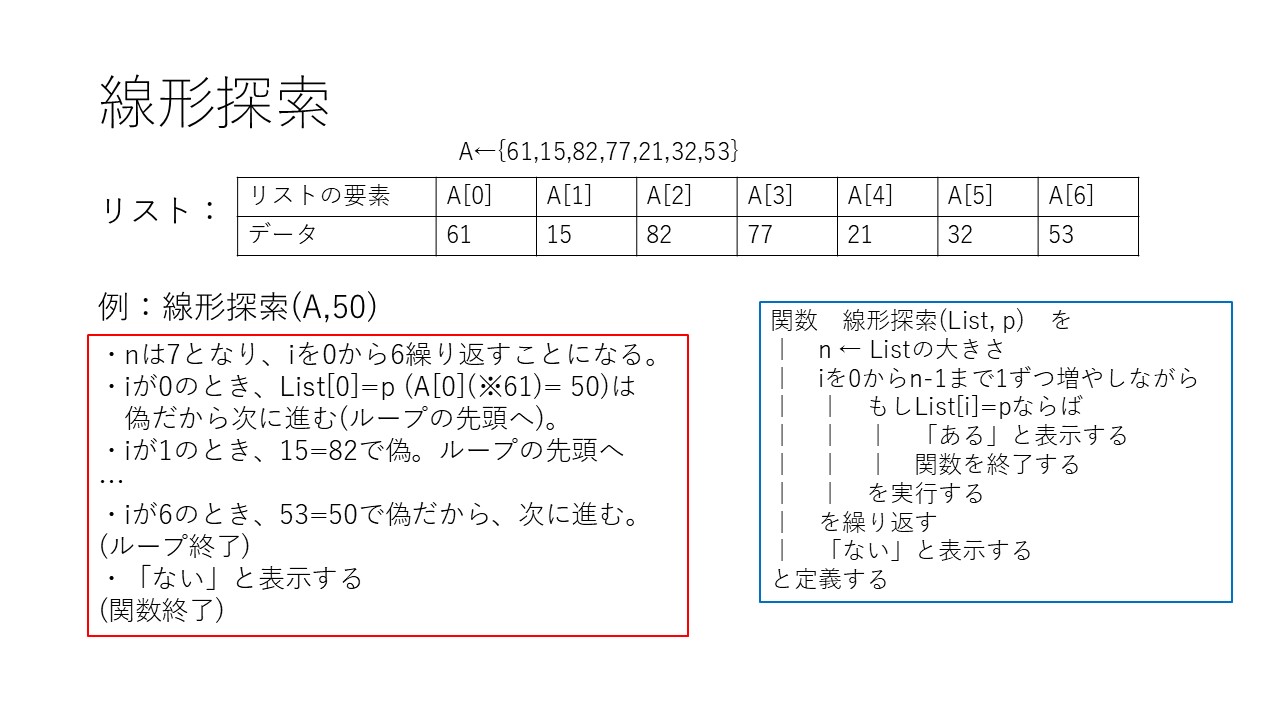 線形探索
A←{61,15,82,77,21,32,53}
リスト：
リストの要素 A[0] A[1] A[2] A[3] A[4] A[5] A[6]
データ 61 15 82 77 21 32 53
例：線形探索(A,50)
・nは7となり、iを0から6繰り返すことになる。
・iが0のとき、List[0]=p (A[0](※61)= 50)は
偽だから次に進む(ループの先頭へ)。
・iが1のとき、15=82で偽。ループの先頭へ
…
・iが6のとき、53=50で偽だから、次に進む。
(ループ終了)
・「ない」と表示する
(関数終了)
関数　線形探索(List, p)　を
｜　n ← Listの大きさ
｜　iを0からn-1まで1ずつ増やしながら
｜　｜　もしList[i]=pならば
｜　｜　｜　「ある」と表示する
｜　｜　｜　関数を終了する
｜　｜　を実行する
｜　を繰り返す
｜　「ない」と表示する
と定義する